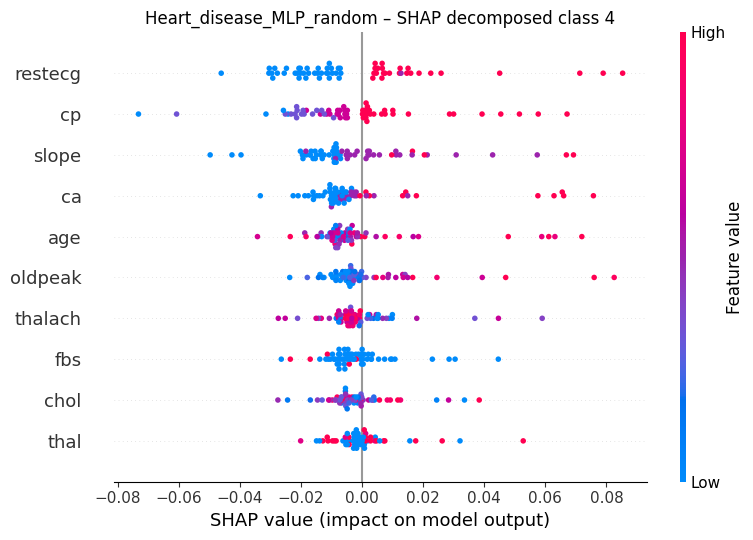 Heart_disease_MLP_random – SHAP decomposed class 4
High
restecg
cp
slope
ca
age
oldpeak
thalach
fbs
chol
thal
Feature value
Low
−0.08 −0.06 −0.04 −0.02 0.00 0.02 0.04 0.06 0.08
SHAP value (impact on model output)